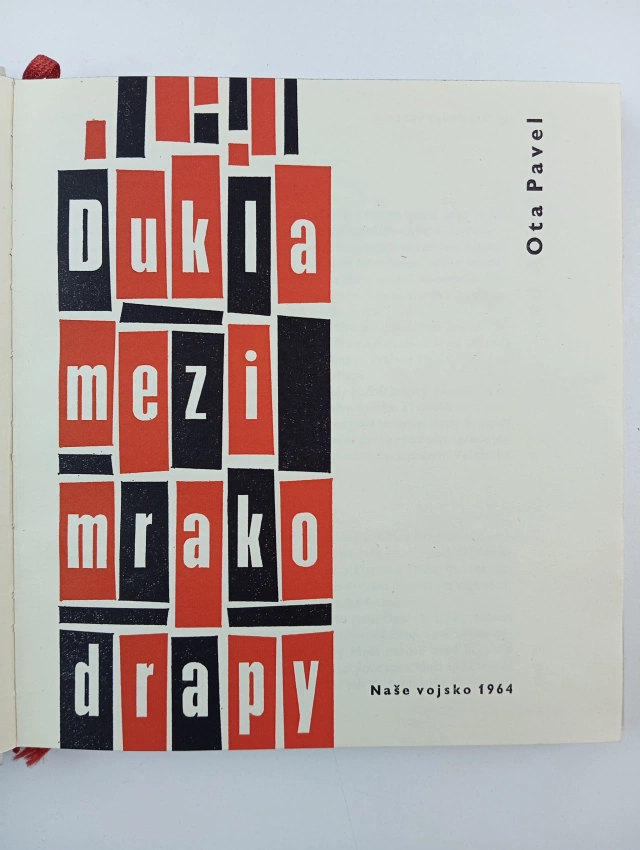 Dukla
mezi
mrako
drapy
Ota Pavel
Naše vojsko 1964